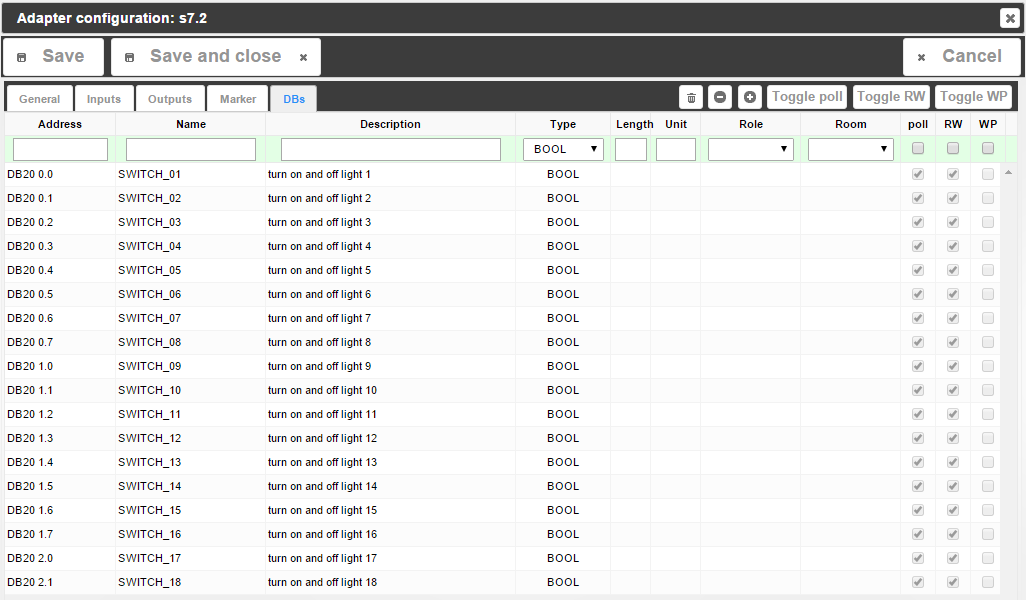 Adapter configuration: s7.2
Save Save and close Cancel
General Inputs Outputs Marker DBs Toggle poll Toggle RW Toggle WP
Address Name Description Type Length Unit Role Room poll RW WP
BOOL
DB20 0.0 SWITCH_01 turn on and off light 1 BOOL
DB20 0.1 SWITCH_02 turn on and off light 2 BOOL
DB20 0.2 SWITCH_03 turn on and off light 3 BOOL
DB20 0.3 SWITCH_04 turn on and off light 4 BOOL
DB20 0.4 SWITCH_05 turn on and off light 5 BOOL
DB20 0.5 SWITCH_06 turn on and off light 6 BOOL
DB20 0.6 SWITCH_07 turn on and off light 7 BOOL
DB20 0.7 SWITCH_08 turn on and off light 8 BOOL
DB20 1.0 SWITCH_09 turn on and off light 9 BOOL
DB20 1.1 SWITCH_10 turn on and off light 10 BOOL
DB20 1.2 SWITCH_11 turn on and off light 11 BOOL
DB20 1.3 SWITCH_12 turn on and off light 12 BOOL
DB20 1.4 SWITCH_13 turn on and off light 13 BOOL
DB20 1.5 SWITCH_14 turn on and off light 14 BOOL
DB20 1.6 SWITCH_15 turn on and off light 15 BOOL
DB20 1.7 SWITCH_16 turn on and off light 16 BOOL
DB20 2.0 SWITCH_17 turn on and off light 17 BOOL
DB20 2.1 SWITCH_18 turn on and off light 18 BOOL